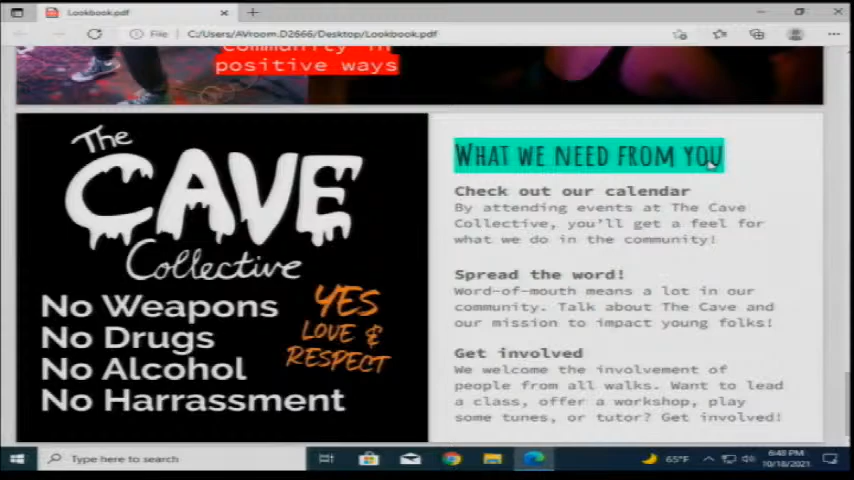 Lookbook.pdf
File
C:/Users/AVroom.D2666/Desktop/Lookbook.pdf
community in
positive ways
The
CAVE
Collective
No Weapons
No Drugs
No Alcohol
No Harrassment
YES
LOVE &
RESPECT
What we need from you
Check out our calendar
By attending events at The Cave
Collective, you'll get a feel for
what we do in the community!
Spread the word!
Word-of-mouth means a lot in our
community. Talk about The Cave and
our mission to impact young folks!
Get involved
We welcome the involvement of
people from all walks. Want to lead
a class, offer a workshop, play
some tunes, or tutor? Get involved!
Type here to search
65°F
6:48 PM
10/18/2021